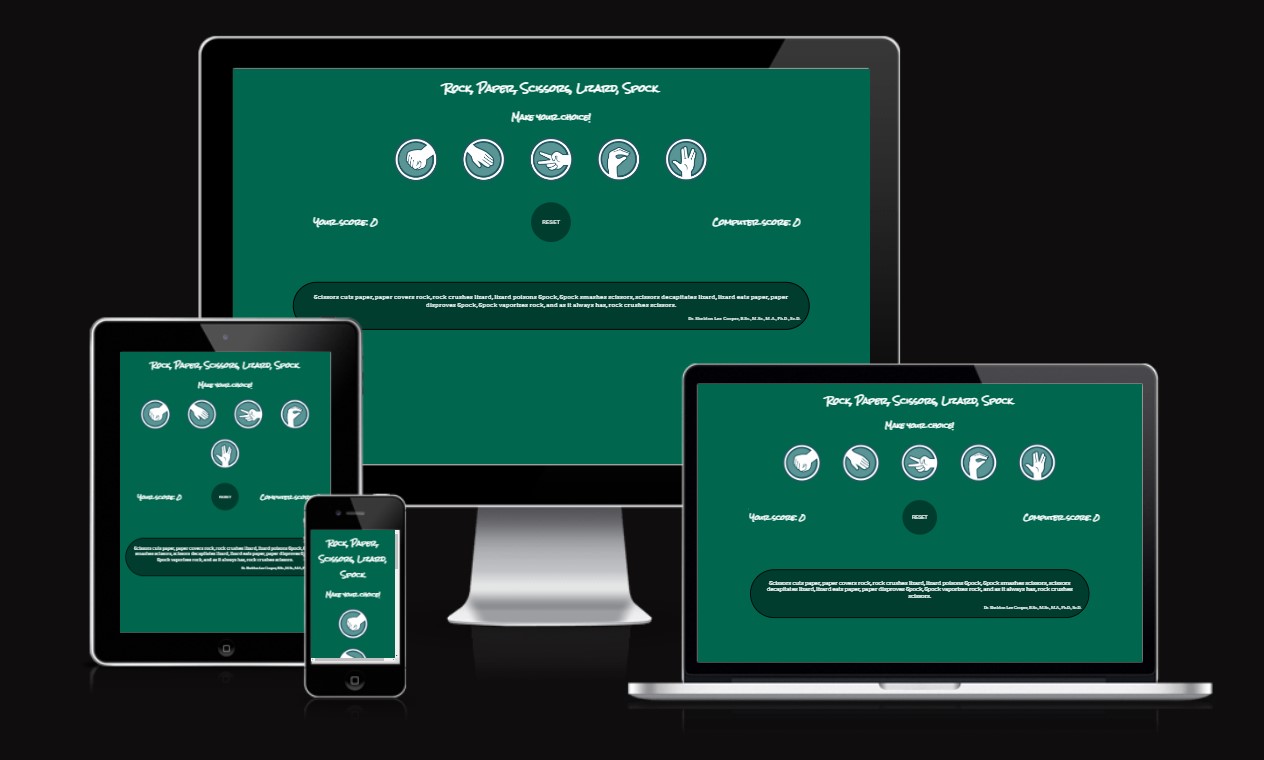 Rock, Paper, Scissors, Lizard, Spock
Make your choice!
Your score: 0
RESET
Computer score: 0
Scissors cuts paper, paper covers rock, rock crushes lizard, lizard poisons Spock, Spock smashes scissors, scissors decapitates lizard, lizard eats paper, paper
disproves Spock, Spock vaporizes rock, and as it always has, rock crushes scissors.
Dr. Sheldon Lee Cooper, B.Sc., M.Sc., M.A., Ph.D., Sc.D.
Rock, Paper, Scissors, Lizard, Spock
Make your choice!
Your score: 0
RESET
Computer score
Scissors cuts paper, paper covers rock, rock crushes lizard, lizard poisons Spock,
smashes scissors, scissors decapitates lizard, lizard eats paper, paper disproves
Spock vaporizes rock, and as it always has, rock crushes scissors.
Dr. Sheldon Lee Cooper, B.Sc., M.Sc., M.A.,
Rock, Paper,
Scissors, Lizard,
Spock
Make your choice!
Rock, Paper, Scissors, Lizard, Spock
Make your choice!
Your score: 0
RESET
Computer score: 0
Scissors cuts paper, paper covers rock, rock crushes lizard, lizard poisons Spock, Spock smashes scissors, scissors
decapitates lizard, lizard eats paper, paper disproves Spock, Spock vaporizes rock, and as it always has, rock crushes
scissors.
Dr. Sheldon Lee Cooper, B.Sc., M.Sc., M.A., Ph.D., Sc.D.